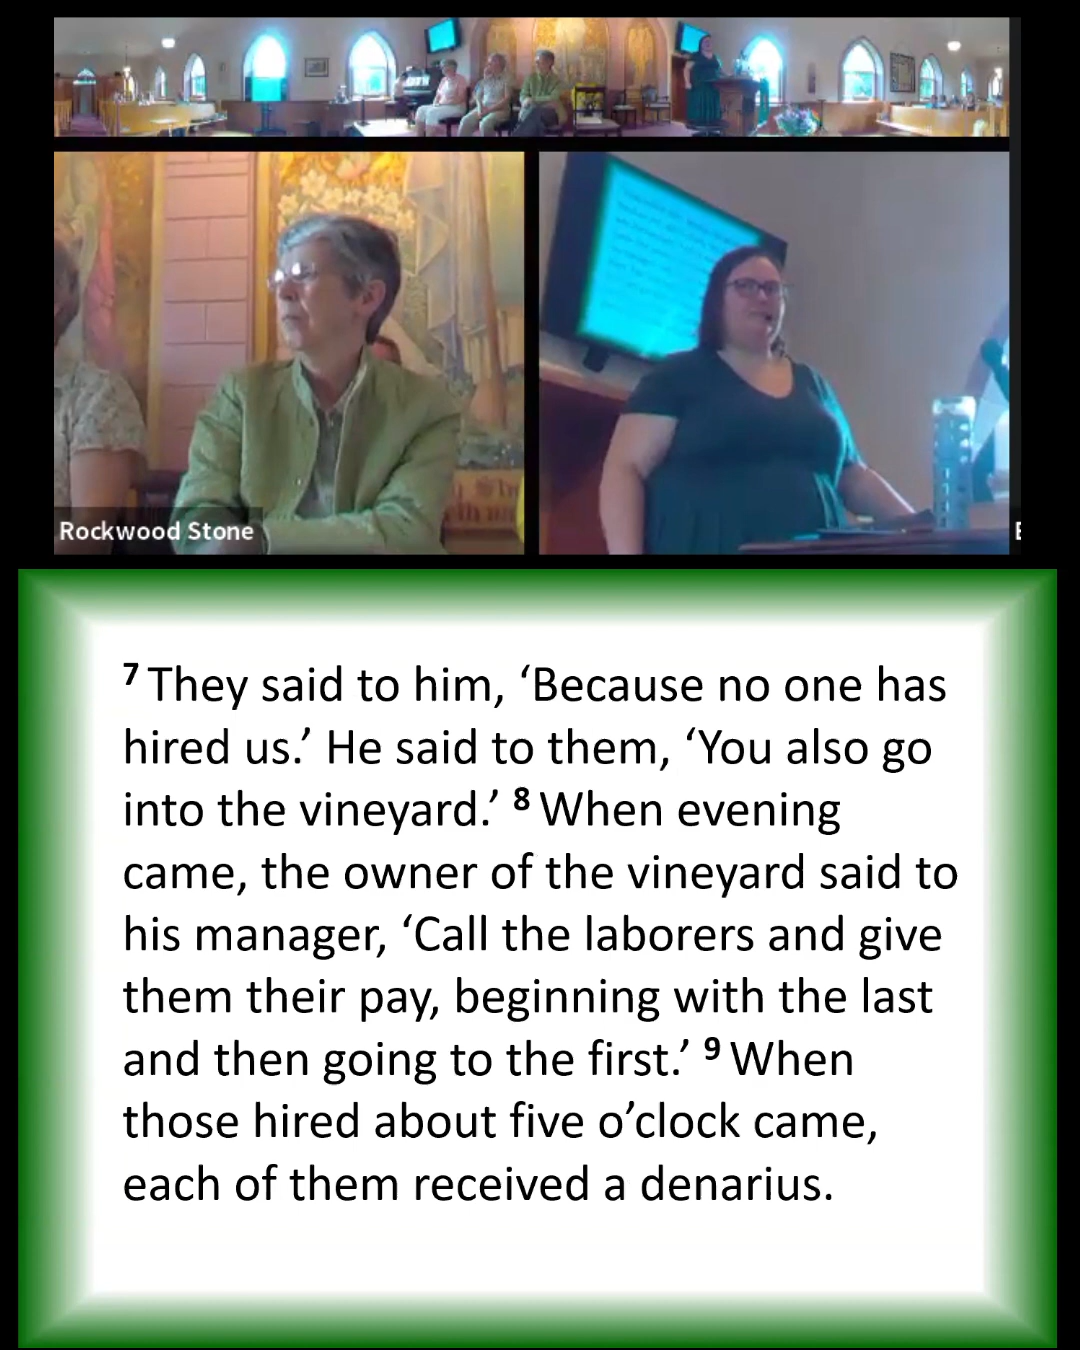 Rockwood Stone
E
⁷ They said to him, ‘Because no one has
hired us.’ He said to them, ‘You also go
into the vineyard.’ ⁸ When evening
came, the owner of the vineyard said to
his manager, ‘Call the laborers and give
them their pay, beginning with the last
and then going to the first.’ ⁹ When
those hired about five o’clock came,
each of them received a denarius.